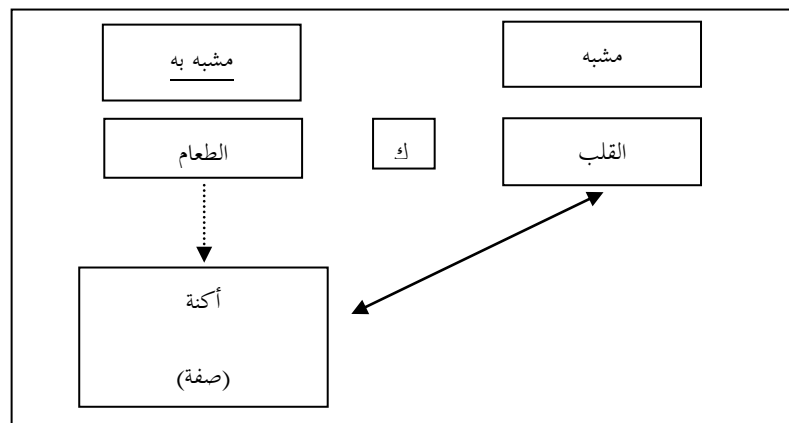 مشبه
مشبه به
القلب
ك
الطعام
أكنة
(صفة)